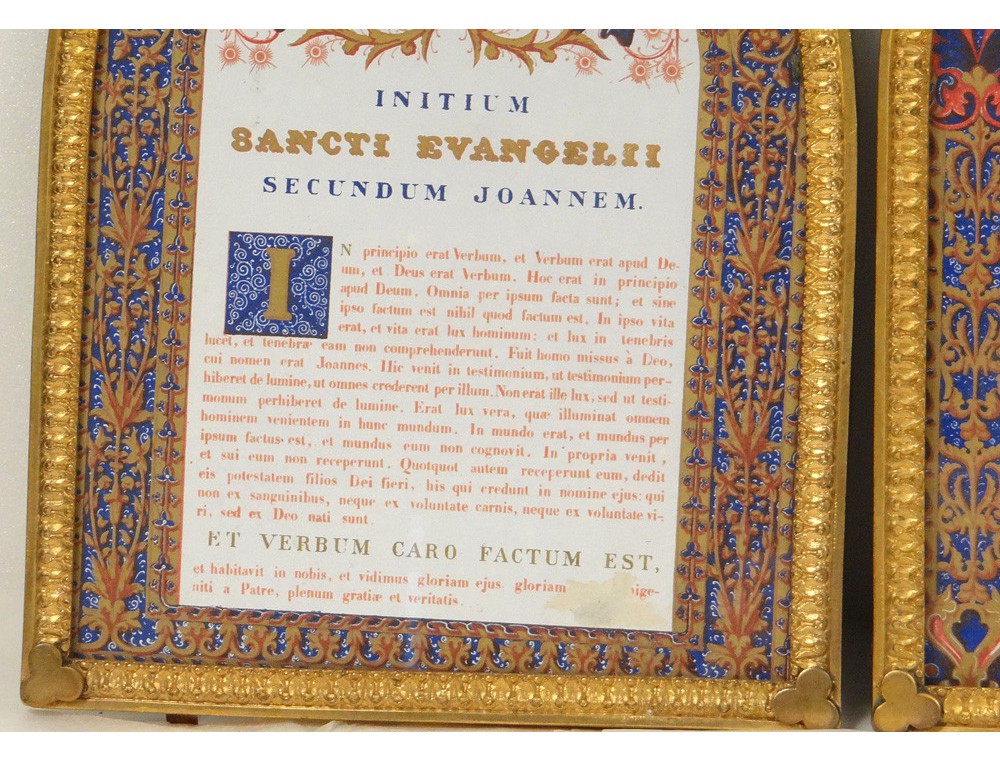 INITIUM
SANCTI EVANGELII
SECUNDUM JOANNEM.
IN principio erat Verbum, et Verbum erat apud De-
um, et Deus erat Verbum. Hoc erat in principio
apud Deum. Omnia per ipsum facta sunt; et sine
ipso factum est nihil quod factum est. In ipso vita
erat, et vita erat lux hominum: et lux in tenebris
lucet, et tenebræ eam non comprehenderunt. Fuit homo missus à Deo,
cui nomen erat Joannes. Hic venit in testimonium, ut testimonium per-
hiberet de lumine, ut omnes crederent per illum. Non erat ille lux, sed ut testi-
monum perhiberet de lumine. Erat lux vera, quæ illuminat omnem
hominem venientem in hunc mundum. In mundo erat, et mundus per
ipsum factus est, et mundus eum non cognovit. In propria venit,
et sui eum non receperunt. Quotquot autem receperunt eum, dedit
eis potestatem filios Dei fieri, his qui credunt in nomine ejus: qui
non ex sanguinibus, neque ex voluntate carnis, neque ex voluntate vi-
ri, sed ex Deo nati sunt.
ET VERBUM CARO FACTUM EST,
et habitavit in nobis, et vidimus gloriam ejus gloriam nige-
niti a Patre, plenum gratiæ et veritatis.